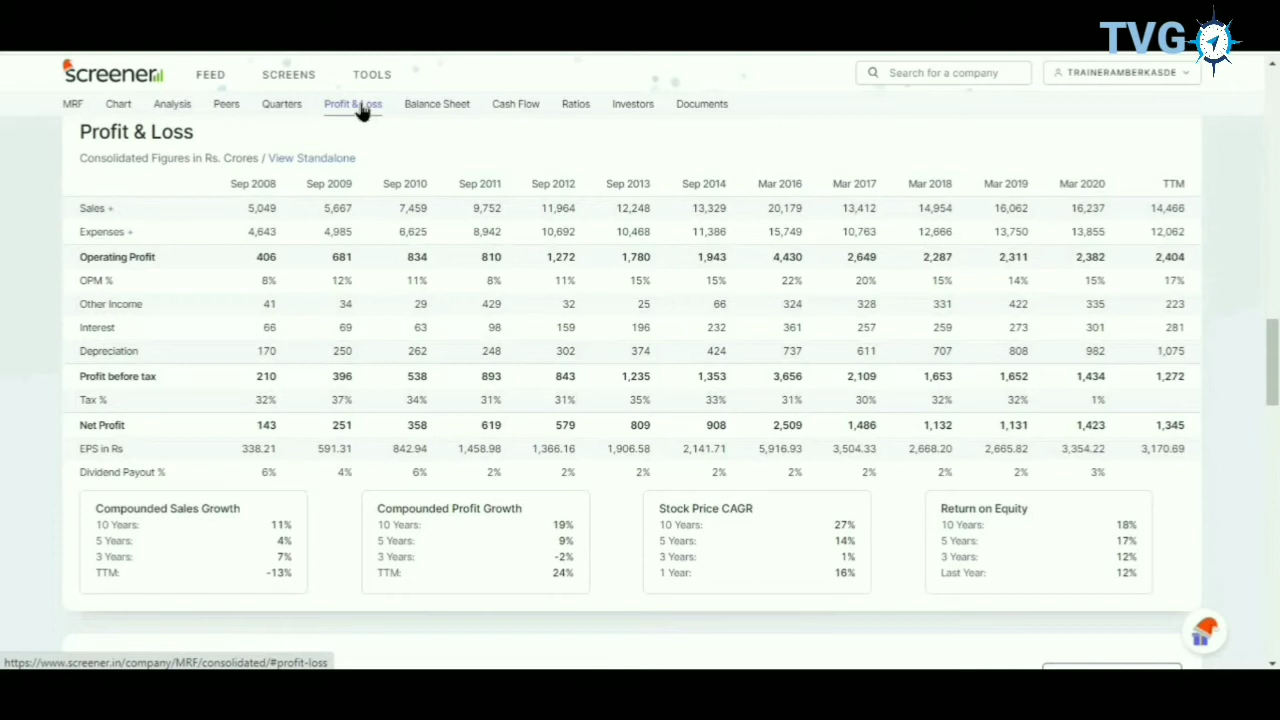 TVG
screener
FEED SCREENS TOOLS
Search for a company
TRAINERAMBERKASDE
MRF Chart Analysis Peers Quarters Profit & Loss Balance Sheet Cash Flow Ratios Investors Documents
Profit & Loss
Consolidated Figures in Rs. Crores / View Standalone
Sep 2008 Sep 2009 Sep 2010 Sep 2011 Sep 2012 Sep 2013 Sep 2014 Mar 2016 Mar 2017 Mar 2018 Mar 2019 Mar 2020 TTM
Sales + 5,049 5,667 7,459 9,752 11,964 12,248 13,329 20,179 13,412 14,954 16,062 16,237 14,466
Expenses + 4,643 4,985 6,625 8,942 10,692 10,468 11,386 15,749 10,763 12,666 13,750 13,855 12,062
Operating Profit 406 681 834 810 1,272 1,780 1,943 4,430 2,649 2,287 2,311 2,382 2,404
OPM % 8% 12% 11% 8% 11% 15% 15% 22% 20% 15% 14% 15% 17%
Other Income 41 34 29 429 32 25 66 324 328 331 422 335 223
Interest 66 69 63 98 159 196 232 361 257 259 273 301 281
Depreciation 170 250 262 248 302 374 424 737 611 707 808 982 1,075
Profit before tax 210 396 538 893 843 1,235 1,353 3,656 2,109 1,653 1,652 1,434 1,272
Tax % 32% 37% 34% 31% 31% 35% 33% 31% 30% 32% 32% 1%
Net Profit 143 251 358 619 579 809 908 2,509 1,486 1,132 1,131 1,423 1,345
EPS in Rs 338.21 591.31 842.94 1,458.98 1,366.16 1,906.58 2,141.71 5,916.93 3,504.33 2,668.20 2,665.82 3,354.22 3,170.69
Dividend Payout % 6% 4% 6% 2% 2% 2% 2% 2% 2% 2% 2% 3%
Compounded Sales Growth
10 Years: 11%
5 Years: 4%
3 Years: 7%
TTM: -13%
Compounded Profit Growth
10 Years: 19%
5 Years: 9%
3 Years: -2%
TTM: 24%
Stock Price CAGR
10 Years: 27%
5 Years: 14%
3 Years: 1%
1 Year: 16%
Return on Equity
10 Years: 18%
5 Years: 17%
3 Years: 12%
Last Year: 12%
https://www.screener.in/company/MRF/consolidated/#profit-loss